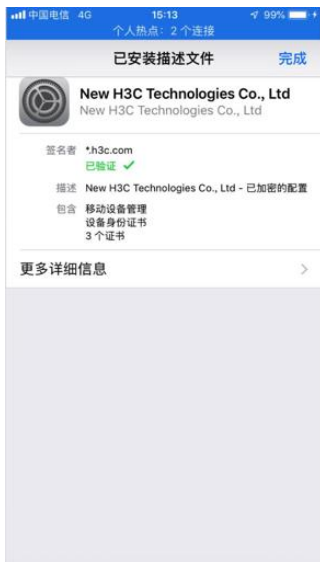 中国电信 4G 15:13 99%
个人热点：2 个连接
已安装描述文件 完成
New H3C Technologies Co., Ltd
New H3C Technologies Co., Ltd
签名者 *.h3c.com
已验证 ✓
描述 New H3C Technologies Co., Ltd - 已加密的配置
包含 移动设备管理
设备身份证书
3 个证书
更多详细信息